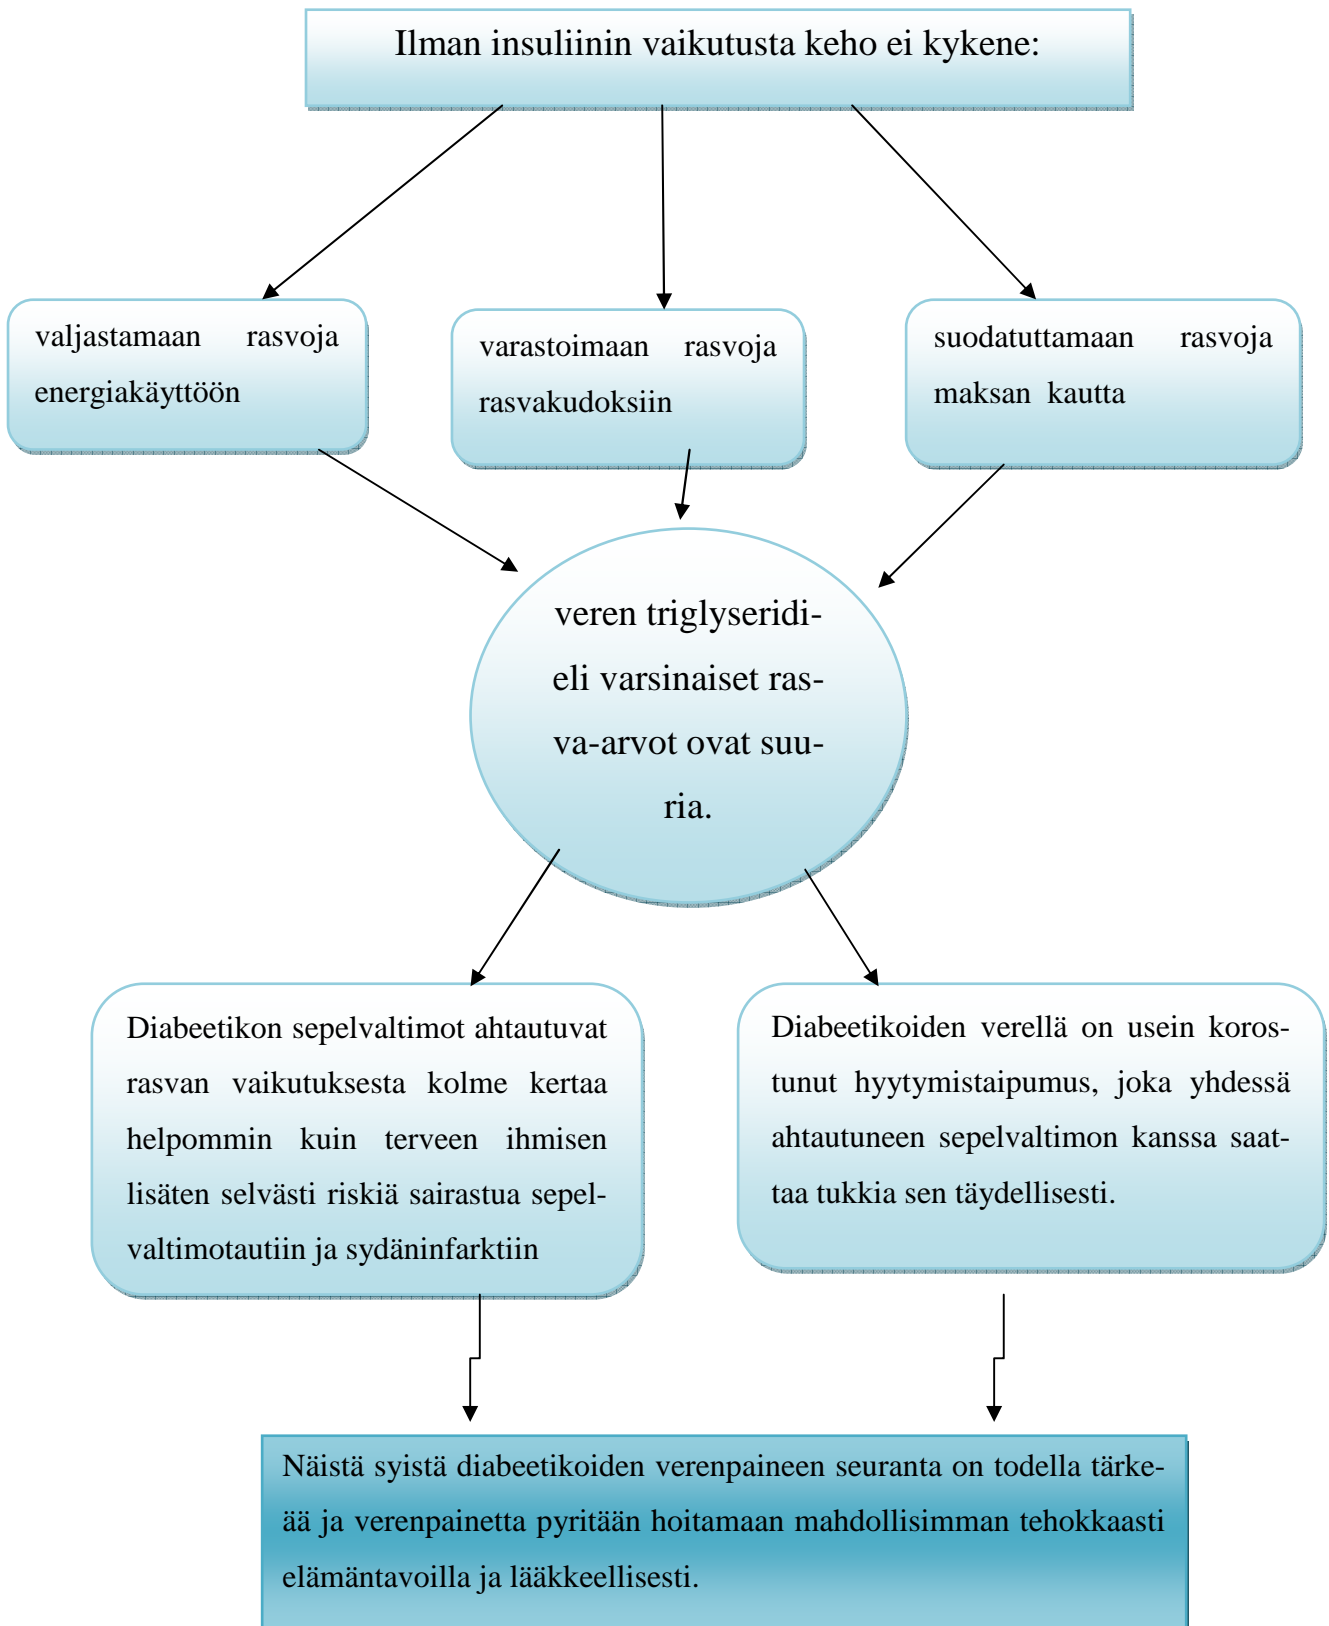 Ilman insuliinin vaikutusta keho ei kykene:
valjastamaan rasvoja
energiakäyttöön
varastoimaan rasvoja
rasvakudoksiin
suodatuttamaan rasvoja
maksan kautta
veren triglyseridi-
eli varsinaiset ras-
va-arvot ovat suu-
ria.
Diabeetikon sepelvaltimot ahtautuvat
rasvan vaikutuksesta kolme kertaa
helpommin kuin terveen ihmisen
lisäten selvästi riskiä sairastua sepel-
valtimotautiin ja sydäninfarktiin
Diabeetikoiden verellä on usein koros-
tunut hyytymistaipumus, joka yhdessä
ahtautuneen sepelvaltimon kanssa saat-
taa tukkia sen täydellisesti.
Näistä syistä diabeetikoiden verenpaineen seuranta on todella tärke-
ää ja verenpainetta pyritään hoitamaan mahdollisimman tehokkaasti
elämäntavoilla ja lääkkeellisesti.